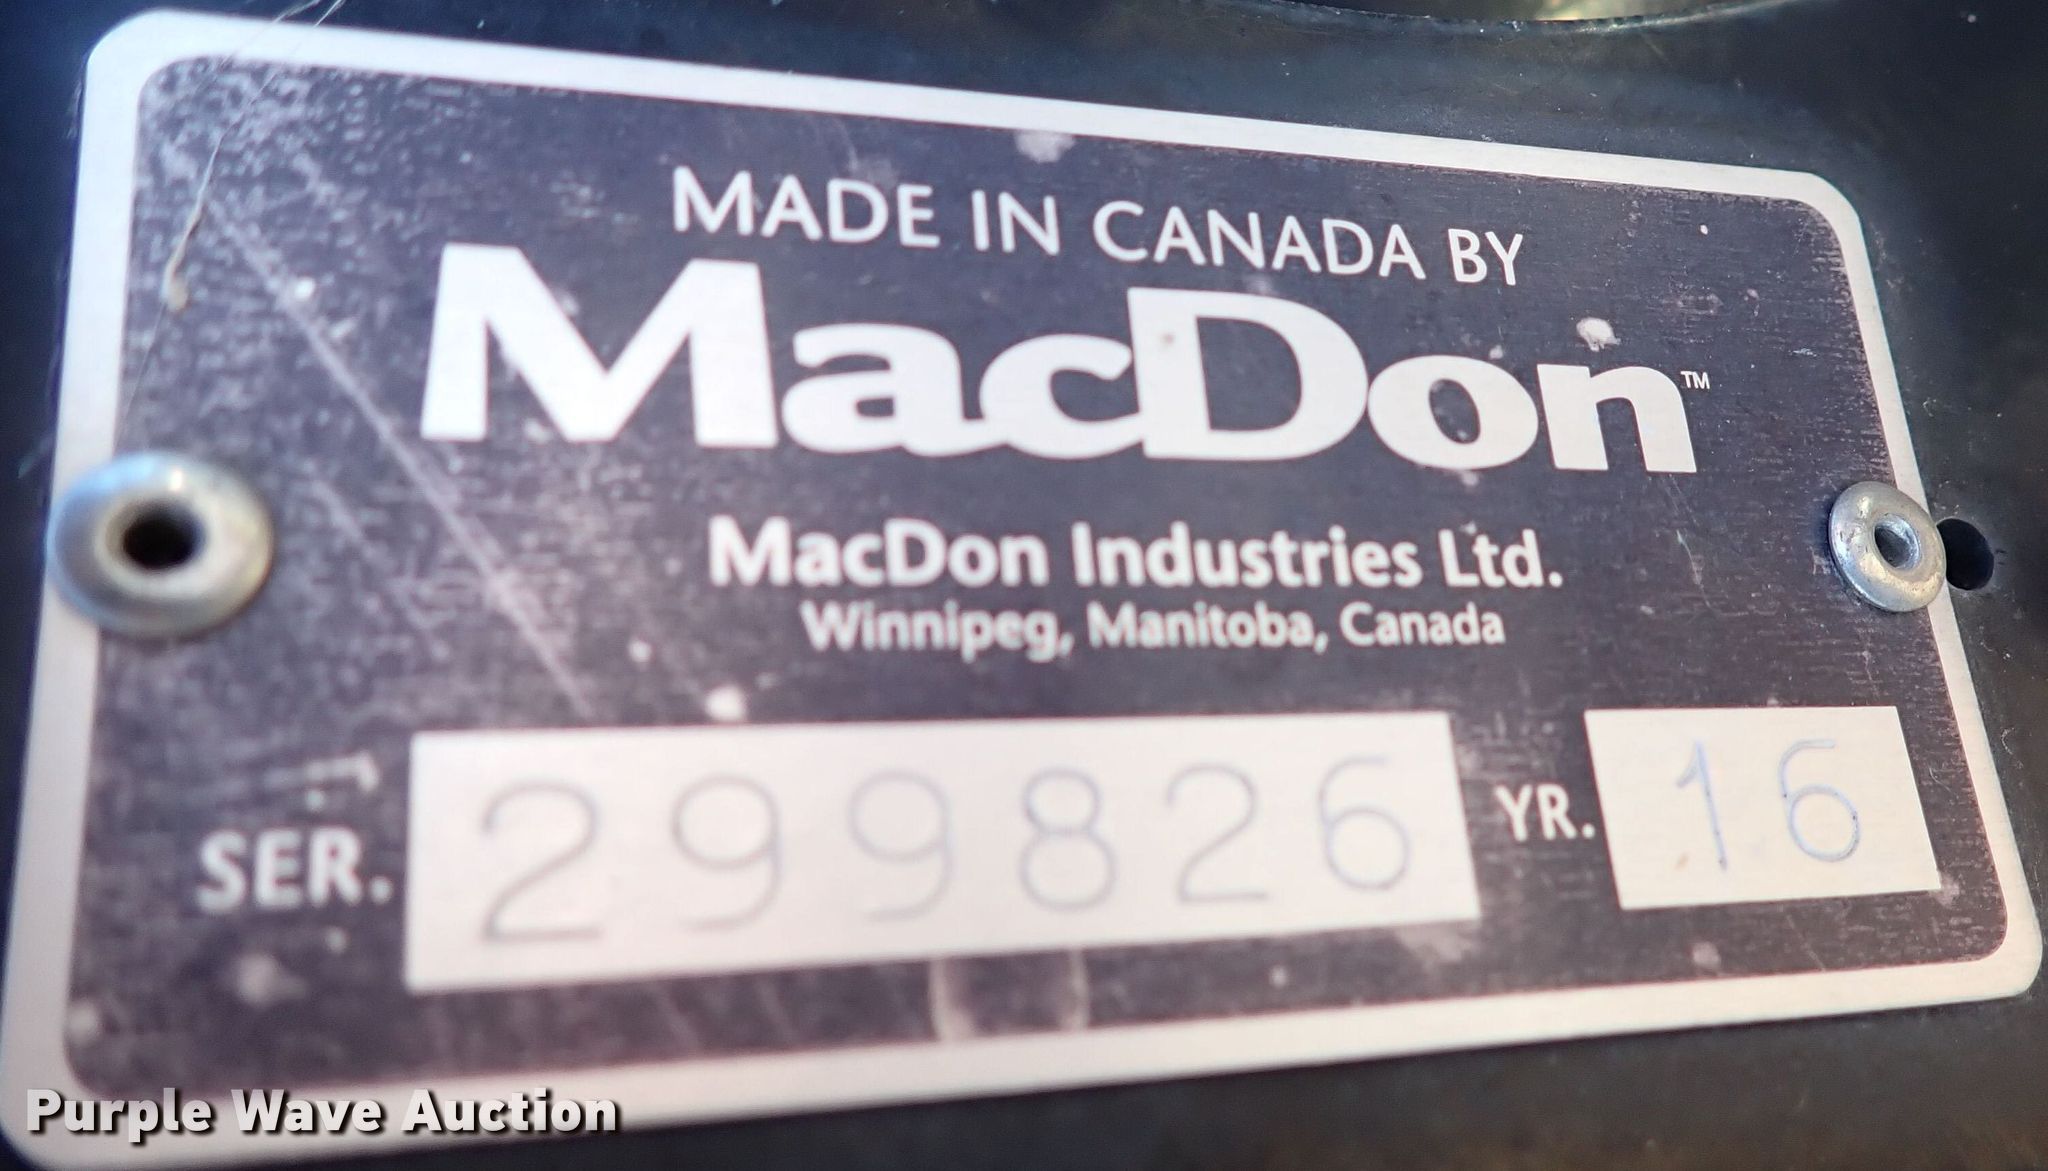 MADE IN CANADA BY
MacDon™
MacDon Industries Ltd.
Winnipeg, Manitoba, Canada
SER. 299826 YR. 16
Purple Wave Auction